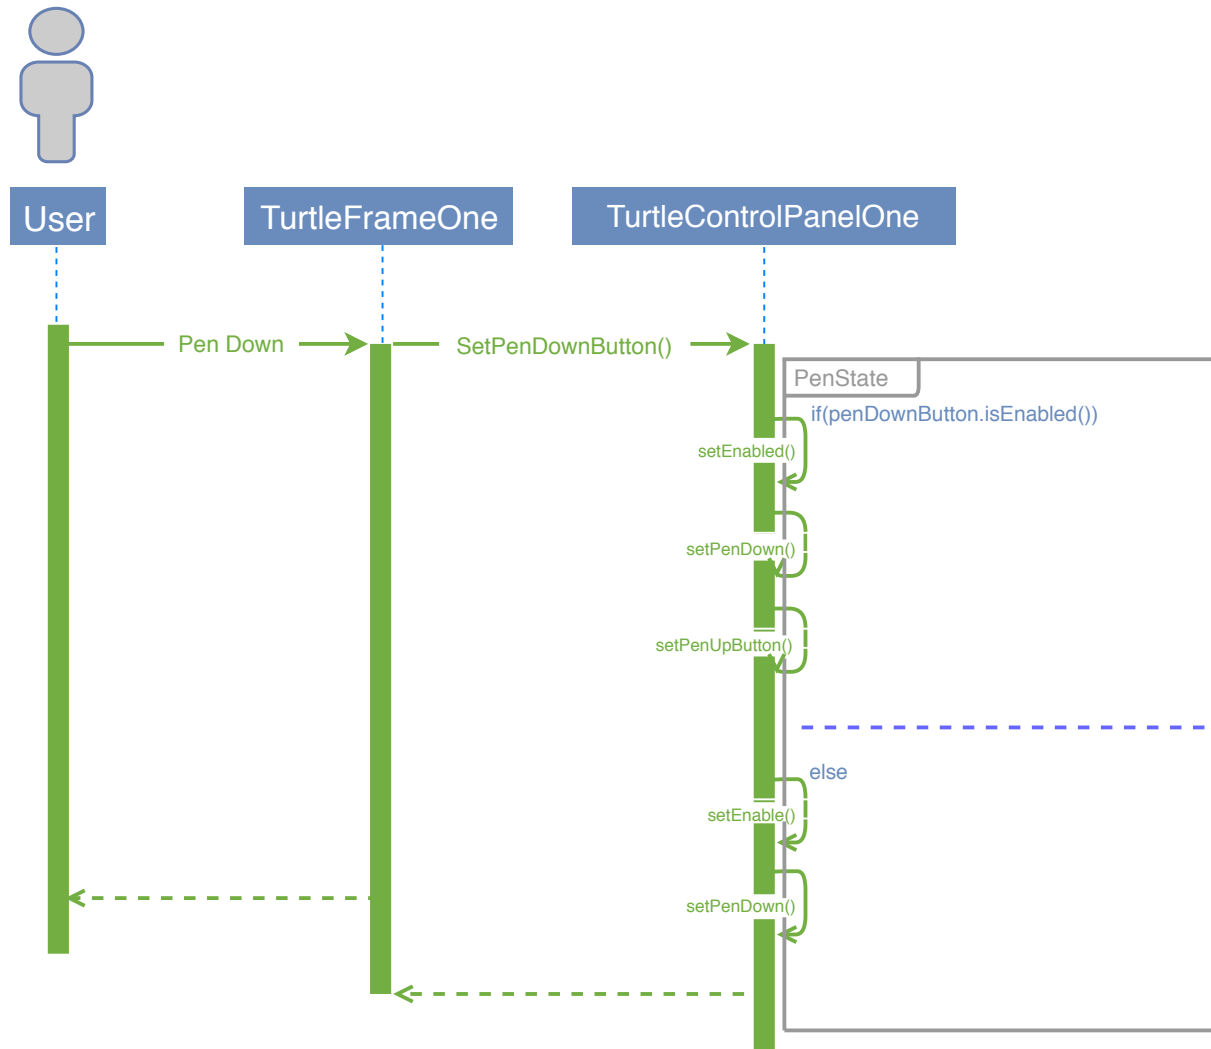 User
TurtleFrameOne
TurtleControlPanelOne
Pen Down
SetPenDownButton()
PenState
if(penDownButton.isEnabled())
setEnabled()
setPenDown()
setPenUpButton()
else
setEnable()
setPenDown()